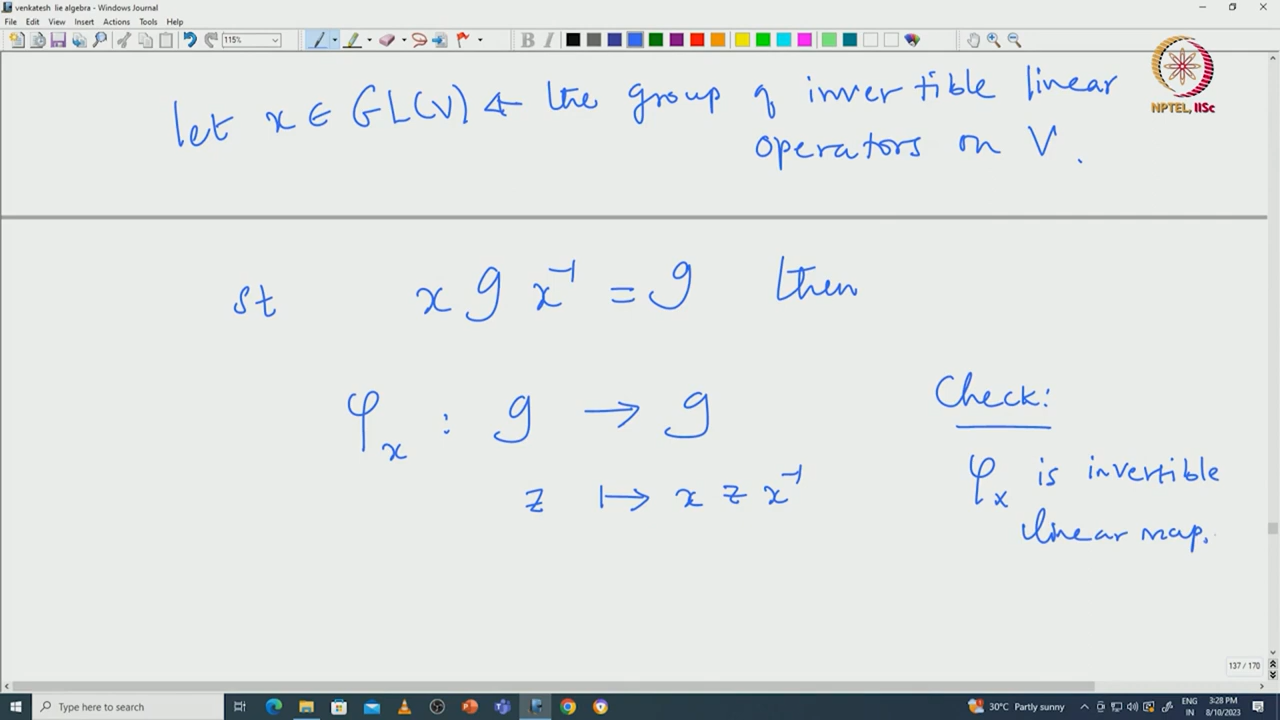 venkatesh lie algebra - Windows Journal
File Edit View Insert Actions Tools Help
115%
let x ∈ GL(V) ← the group of invertible linear
operators on V.
NPTEL, IISc
st x g x⁻¹ = g then
φₓ : g → g
z ↦ x z x⁻¹
Check:
φₓ is invertible
linear map.
137 / 170
Type here to search
30°C Partly sunny
ENG
IN
3:28 PM
8/10/2023